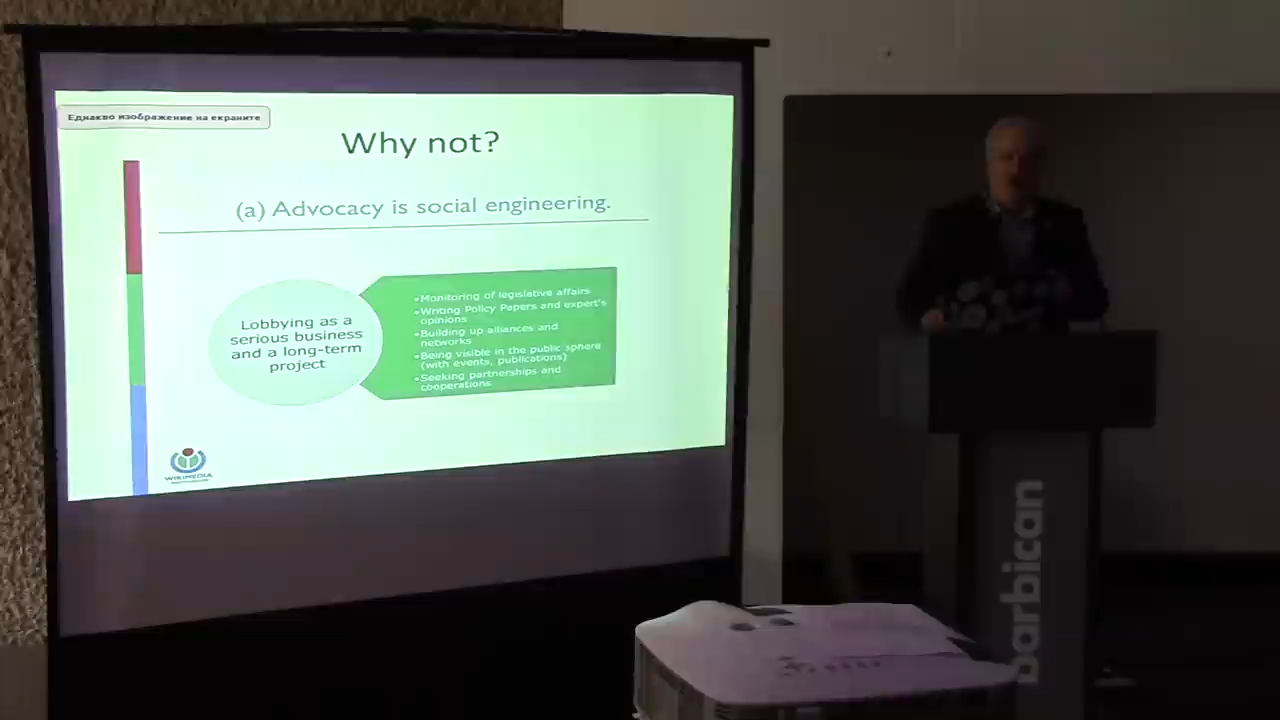 Еднакво изображение на екраните
Why not?
(a) Advocacy is social engineering.
Lobbying as a
serious business
and a long-term
project
•Monitoring of legislative affairs
•Writing Policy Papers and expert's
opinions
•Building up alliances and
networks
•Being visible in the public sphere
(with events, publications)
•Seeking partnerships and
cooperations
WIKIMEDIA
barbican